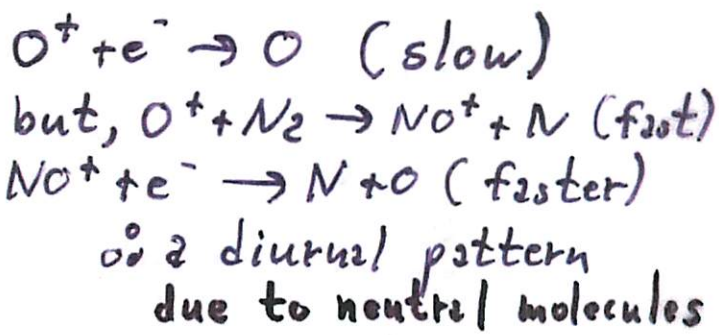 O⁺ + e⁻ → O (slow)
but, O⁺ + N₂ → NO⁺ + N (fast)
NO⁺ + e⁻ → N + O (faster)
∴ a diurnal pattern
due to neutral molecules